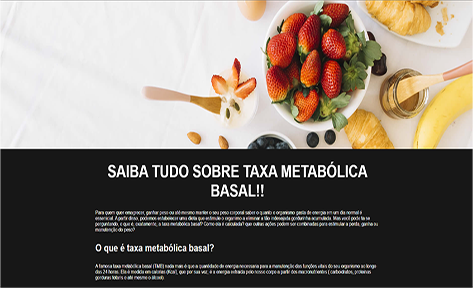 SAIBA TUDO SOBRE TAXA METABÓLICA
BASAL!!
Para quem quer emagrecer, ganhar peso ou até mesmo manter o seu peso corporal saber o quanto o organismo gasta de energia em um dia normal é
essencial. A partir disso, podemos estabelecer uma dieta que estimule o organismo a eliminar a tão indesejada gordurinha acumulada. Mas você pode ta se
perguntando, o que é, exatamente, a taxa metabólica basal? Como ela é calculada? que outras ações podem ser combinadas para estimular a perda, ganho ou
manutenção do peso?
O que é taxa metabólica basal?
A famosa taxa metabólica basal (TMB) nada mais é que a quantidade de energia necessária para a manutenção das funções vitais do seu organismo ao longo
das 24 horas. Ela é medida em calorias (Kcal), que por sua vez, é a energia extraída pelo nosso corpo a partir dos macronutrientes ( carboidratos, proteínas
gorduras totais e até mesmo o álcool).